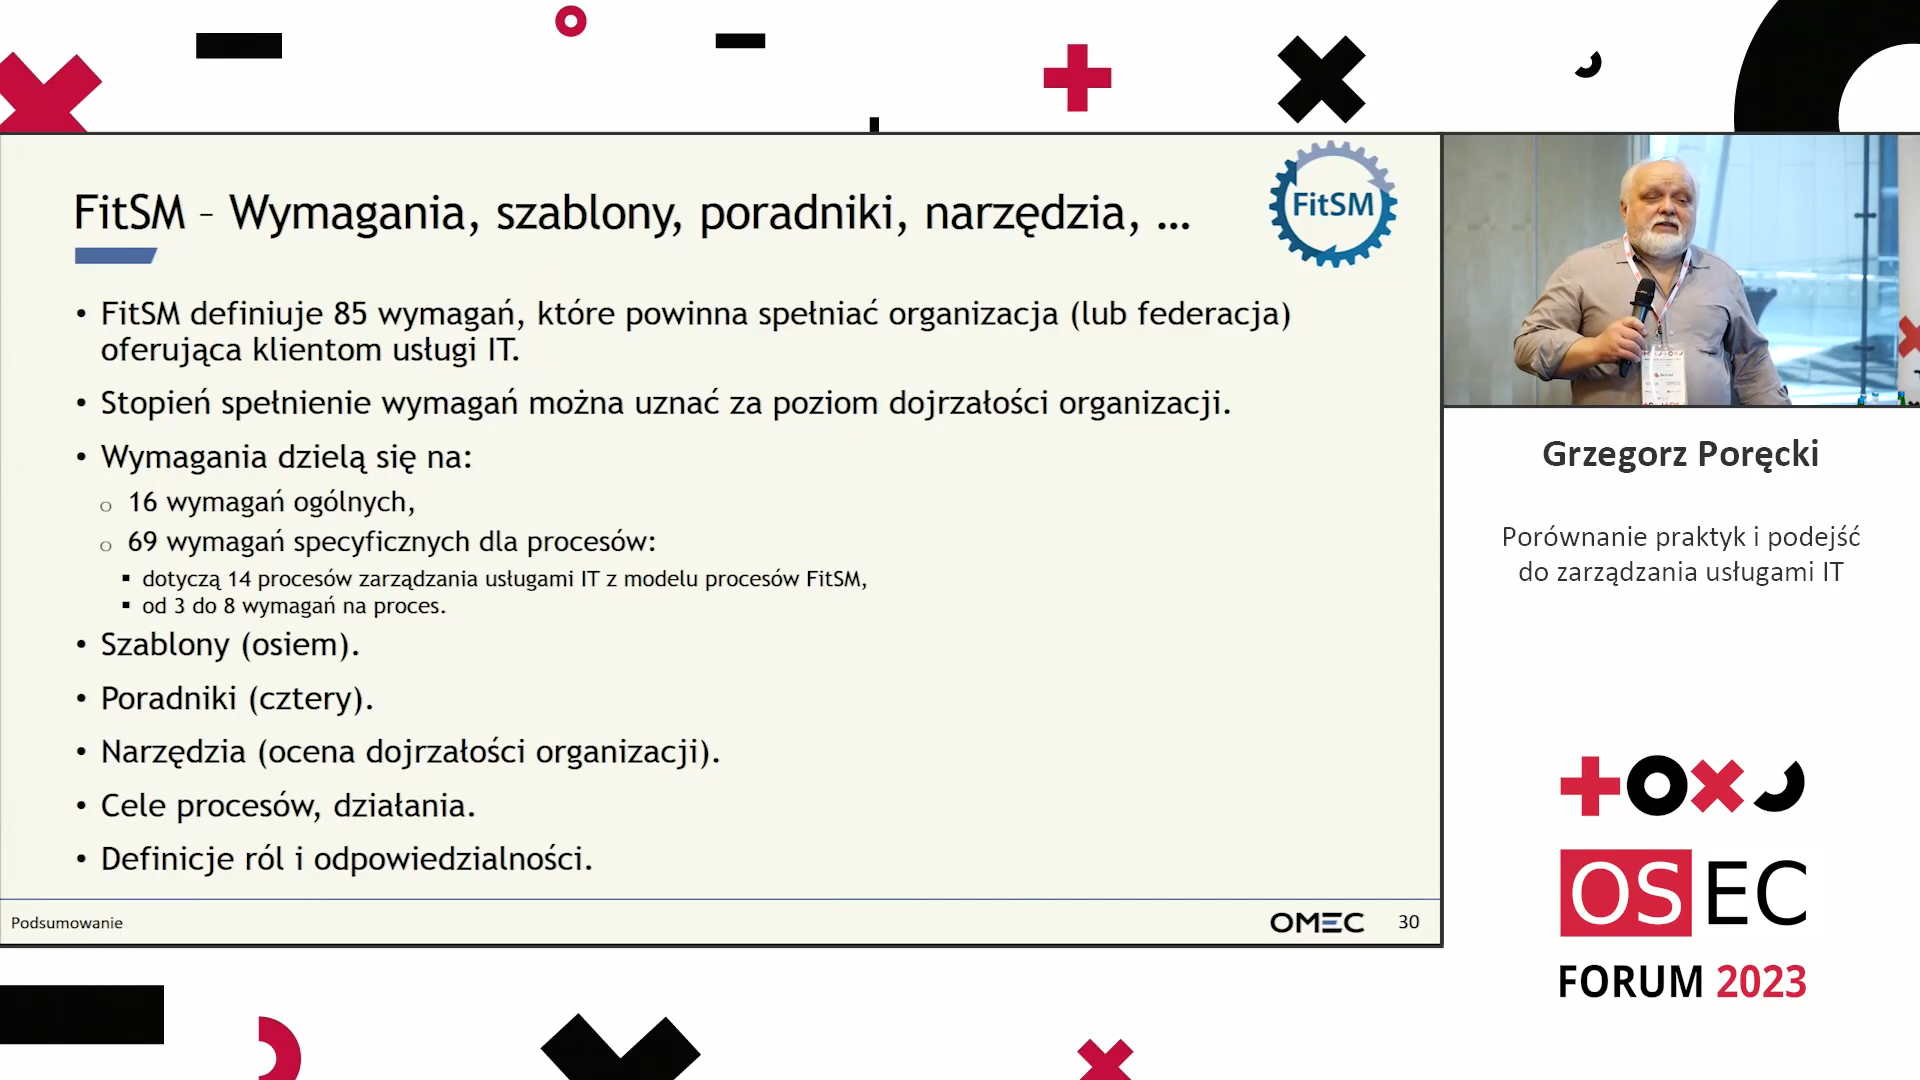 FitSM – Wymagania, szablony, poradniki, narzędzia, ...
FitSM
• FitSM definiuje 85 wymagań, które powinna spełniać organizacja (lub federacja)
oferująca klientom usługi IT.
• Stopień spełnienie wymagań można uznać za poziom dojrzałości organizacji.
• Wymagania dzielą się na:
o 16 wymagań ogólnych,
o 69 wymagań specyficznych dla procesów:
▪ dotyczą 14 procesów zarządzania usługami IT z modelu procesów FitSM,
▪ od 3 do 8 wymagań na proces.
• Szablony (osiem).
• Poradniki (cztery).
• Narzędzia (ocena dojrzałości organizacji).
• Cele procesów, działania.
• Definicje ról i odpowiedzialności.
Podsumowanie
OMEC
30
Grzegorz Poręcki
Porównanie praktyk i podejść
do zarządzania usługami IT
OSEC
FORUM 2023